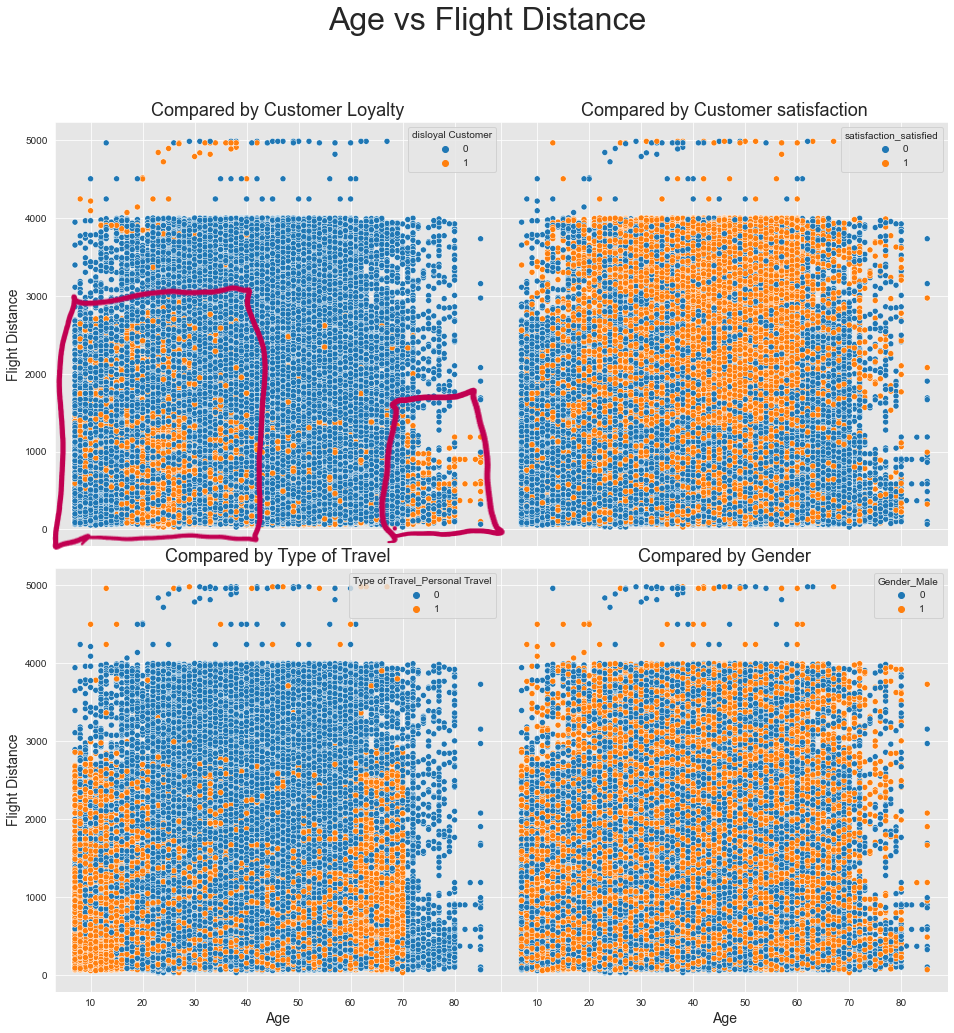 Age vs Flight Distance
Compared by Customer Loyalty
Compared by Customer satisfaction
disloyal Customer
0
1
satisfaction_satisfied
0
1
5000
4000
3000
2000
1000
0
Flight Distance
Compared by Type of Travel
Compared by Gender
Type of Travel_Personal Travel
0
1
Gender_Male
0
1
5000
4000
3000
2000
1000
0
Flight Distance
10 20 30 40 50 60 70 80
10 20 30 40 50 60 70 80
Age
Age